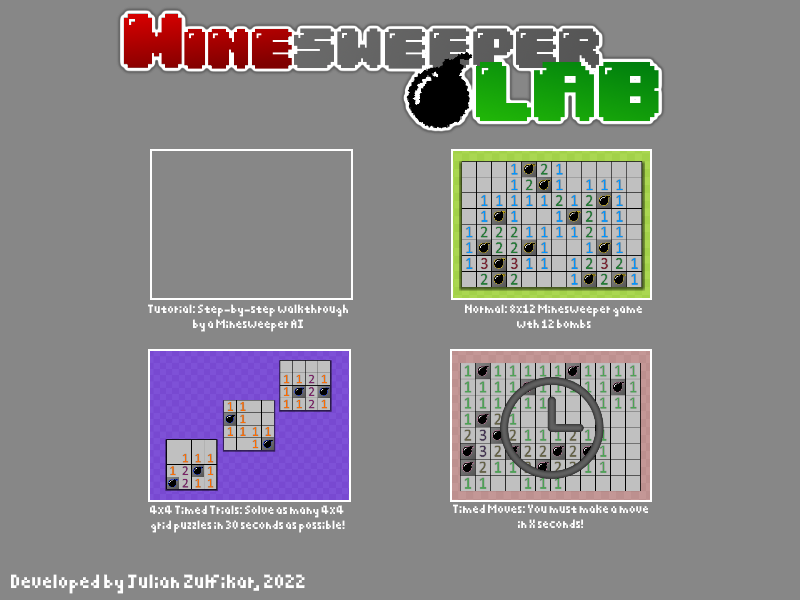 MINESWEEPER
LAB
Tutorial: Step-by-step walkthrough
by a Minesweeper AI
Normal: 8x12 Minesweeper game
wth 12 bombs
4x4 Timed Trials: Solve as many 4x4
grid puzzles in 30 seconds as possible!
Timed Moves: You must make a move
in X seconds!
Developed by Julian Zulfikar, 2022